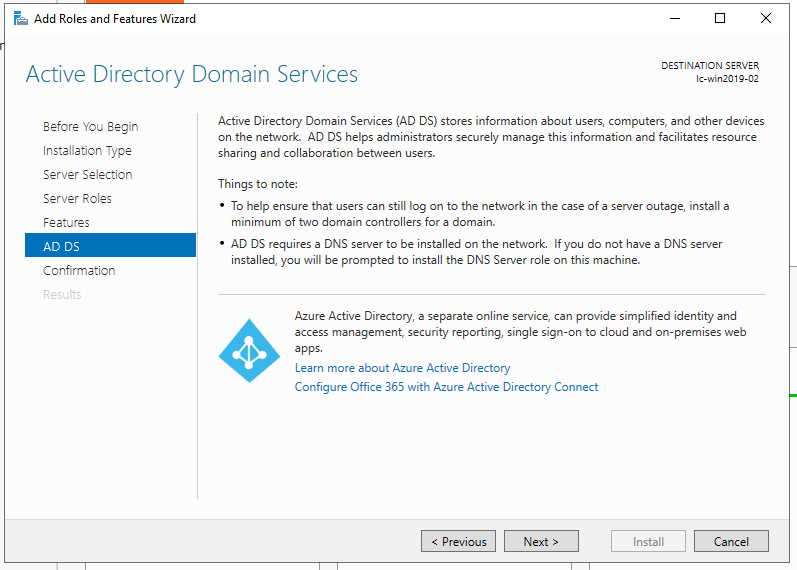 Add Roles and Features Wizard
Active Directory Domain Services
DESTINATION SERVER
lc-win2019-02
Before You Begin
Installation Type
Server Selection
Server Roles
Features
AD DS
Confirmation
Results
Active Directory Domain Services (AD DS) stores information about users, computers, and other devices
on the network.  AD DS helps administrators securely manage this information and facilitates resource
sharing and collaboration between users.
Things to note:
• To help ensure that users can still log on to the network in the case of a server outage, install a
minimum of two domain controllers for a domain.
• AD DS requires a DNS server to be installed on the network.  If you do not have a DNS server
installed, you will be prompted to install the DNS Server role on this machine.
Azure Active Directory, a separate online service, can provide simplified identity and
access management, security reporting, single sign-on to cloud and on-premises web
apps.
Learn more about Azure Active Directory
Configure Office 365 with Azure Active Directory Connect
< Previous
Next >
Install
Cancel